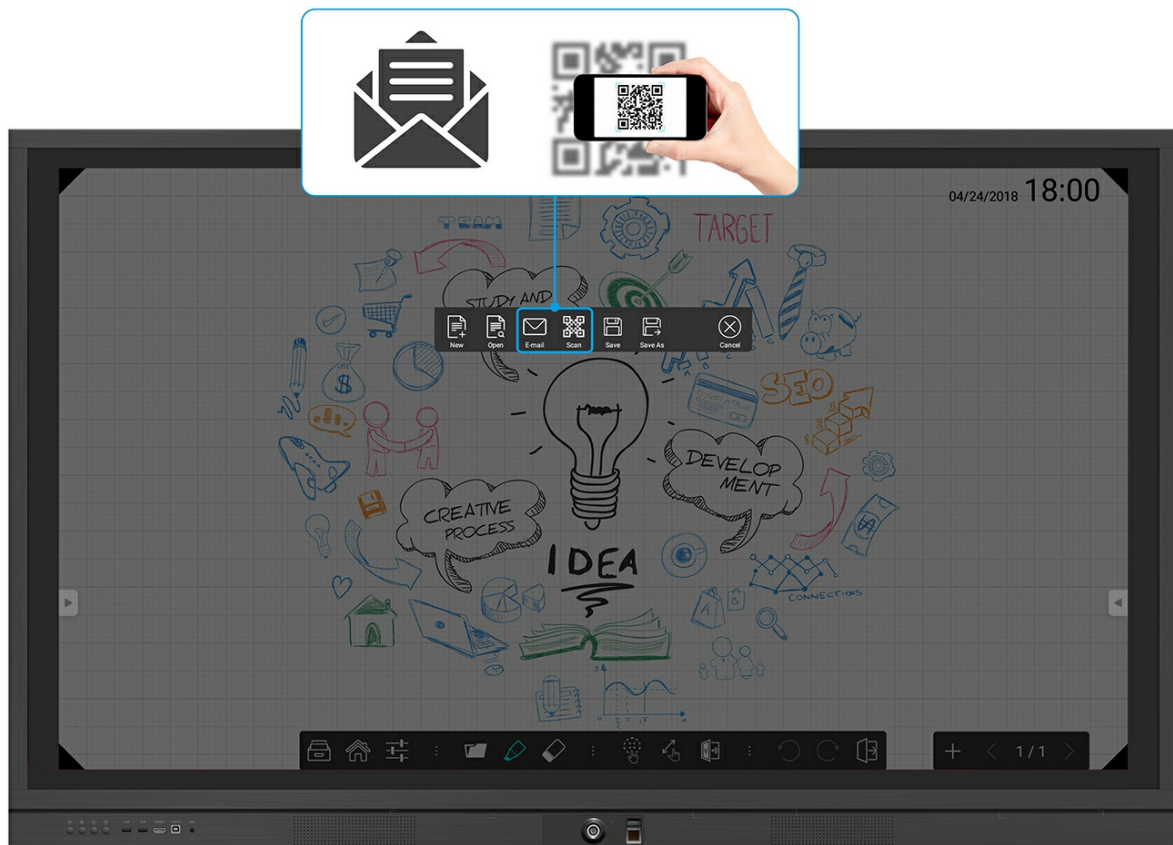 04/24/2018 18:00
TEAM
TARGET
STUDY AND
New
Open
E-mail
Scan
Save
Save As
Cancel
SEO
DEVELOP
MENT
CREATIVE
PROCESS
IDEA
A
B
CONNECTIONS
1/1